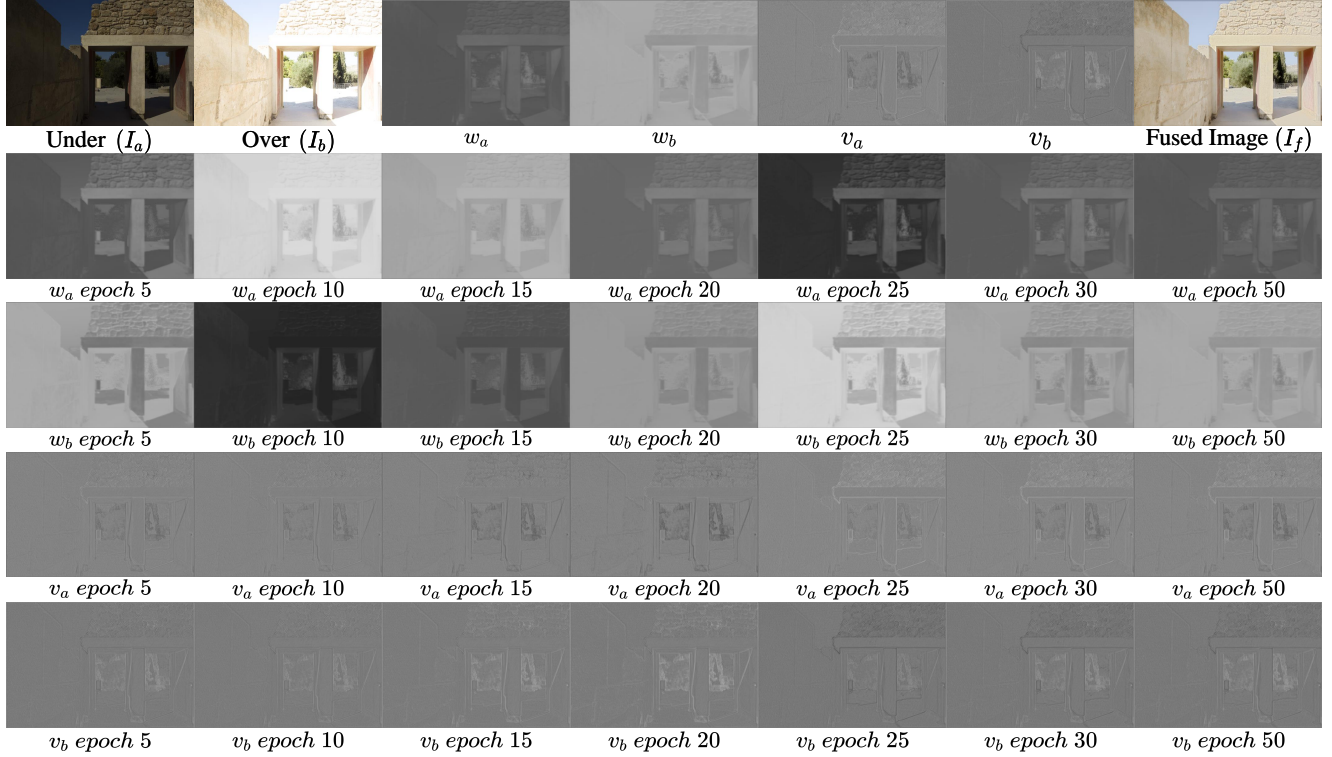 Under (I_a) Over (I_b) w_a w_b v_a v_b Fused Image (I_f)
w_a epoch 5 w_a epoch 10 w_a epoch 15 w_a epoch 20 w_a epoch 25 w_a epoch 30 w_a epoch 50
w_b epoch 5 w_b epoch 10 w_b epoch 15 w_b epoch 20 w_b epoch 25 w_b epoch 30 w_b epoch 50
v_a epoch 5 v_a epoch 10 v_a epoch 15 v_a epoch 20 v_a epoch 25 v_a epoch 30 v_a epoch 50
v_b epoch 5 v_b epoch 10 v_b epoch 15 v_b epoch 20 v_b epoch 25 v_b epoch 30 v_b epoch 50